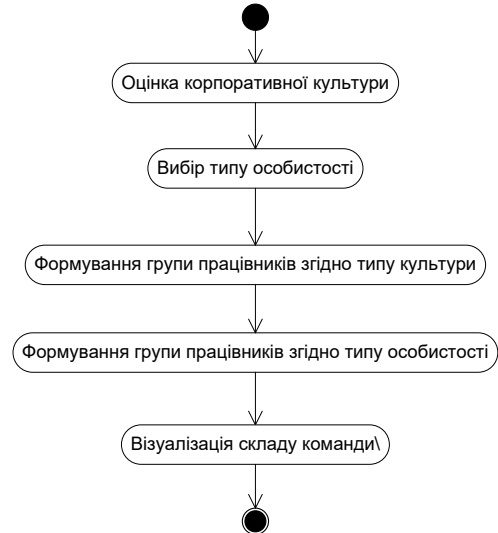 Оцінка корпоративної культури
Вибір типу особистості
Формування групи працівників згідно типу культури
Формування групи працівників згідно типу особистості
Візуалізація складу команди\